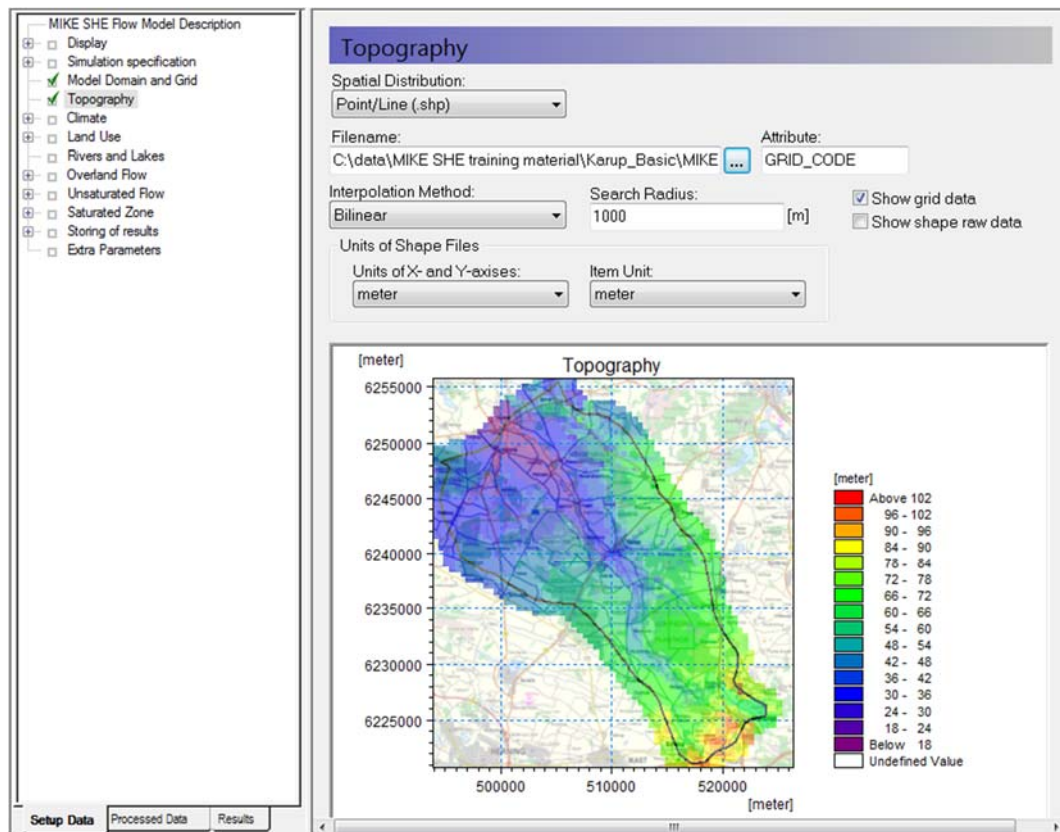 MIKE SHE Flow Model Description
Display
Simulation specification
Model Domain and Grid
Topography
Climate
Land Use
Rivers and Lakes
Overland Flow
Unsaturated Flow
Saturated Zone
Storing of results
Extra Parameters
Setup Data
Processed Data
Results
Topography
Spatial Distribution:
Point/Line (.shp)
Filename:
Attribute:
C:\data\MIKE SHE training material\Karup_Basic\MIKE
...
GRID_CODE
Interpolation Method:
Search Radius:
Bilinear
1000
[m]
Show grid data
Show shape raw data
Units of Shape Files
Units of X- and Y-axises:
Item Unit:
meter
meter
[meter]
Topography
6255000
6250000
6245000
6240000
6235000
6230000
6225000
500000
510000
520000
[meter]
[meter]
Above 102
96 - 102
90 - 96
84 - 90
78 - 84
72 - 78
66 - 72
60 - 66
54 - 60
48 - 54
42 - 48
36 - 42
30 - 36
24 - 30
18 - 24
Below 18
Undefined Value